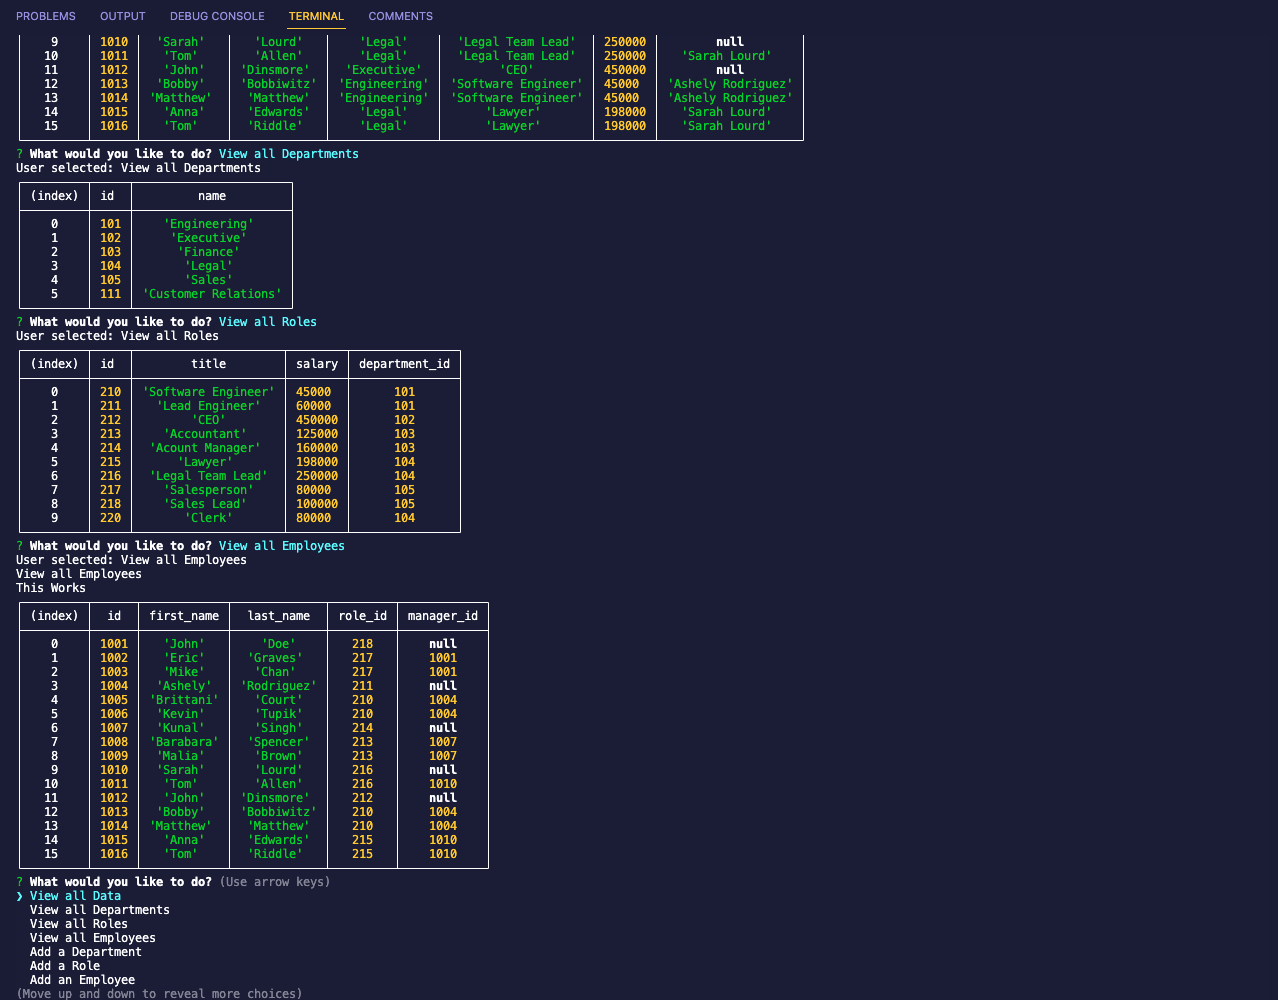 PROBLEMS OUTPUT DEBUG CONSOLE TERMINAL COMMENTS
9 1010 'Sarah' 'Lourd' 'Legal' 'Legal Team Lead' 250000 null
10 1011 'Tom' 'Allen' 'Legal' 'Legal Team Lead' 250000 'Sarah Lourd'
11 1012 'John' 'Dinsmore' 'Executive' 'CEO' 450000 null
12 1013 'Bobby' 'Bobbiwitz' 'Engineering' 'Software Engineer' 45000 'Ashely Rodriguez'
13 1014 'Matthew' 'Matthew' 'Engineering' 'Software Engineer' 45000 'Ashely Rodriguez'
14 1015 'Anna' 'Edwards' 'Legal' 'Lawyer' 198000 'Sarah Lourd'
15 1016 'Tom' 'Riddle' 'Legal' 'Lawyer' 198000 'Sarah Lourd'
? What would you like to do? View all Departments
User selected: View all Departments
(index) id name
0 101 'Engineering'
1 102 'Executive'
2 103 'Finance'
3 104 'Legal'
4 105 'Sales'
5 111 'Customer Relations'
? What would you like to do? View all Roles
User selected: View all Roles
(index) id title salary department_id
0 210 'Software Engineer' 45000 101
1 211 'Lead Engineer' 60000 101
2 212 'CEO' 450000 102
3 213 'Accountant' 125000 103
4 214 'Acount Manager' 160000 103
5 215 'Lawyer' 198000 104
6 216 'Legal Team Lead' 250000 104
7 217 'Salesperson' 80000 105
8 218 'Sales Lead' 100000 105
9 220 'Clerk' 80000 104
? What would you like to do? View all Employees
User selected: View all Employees
View all Employees
This Works
(index) id first_name last_name role_id manager_id
0 1001 'John' 'Doe' 218 null
1 1002 'Eric' 'Graves' 217 1001
2 1003 'Mike' 'Chan' 217 1001
3 1004 'Ashely' 'Rodriguez' 211 null
4 1005 'Brittani' 'Court' 210 1004
5 1006 'Kevin' 'Tupik' 210 1004
6 1007 'Kunal' 'Singh' 214 null
7 1008 'Barabara' 'Spencer' 213 1007
8 1009 'Malia' 'Brown' 213 1007
9 1010 'Sarah' 'Lourd' 216 null
10 1011 'Tom' 'Allen' 216 1010
11 1012 'John' 'Dinsmore' 212 null
12 1013 'Bobby' 'Bobbiwitz' 210 1004
13 1014 'Matthew' 'Matthew' 210 1004
14 1015 'Anna' 'Edwards' 215 1010
15 1016 'Tom' 'Riddle' 215 1010
? What would you like to do? (Use arrow keys)
❯ View all Data
View all Departments
View all Roles
View all Employees
Add a Department
Add a Role
Add an Employee
(Move up and down to reveal more choices)